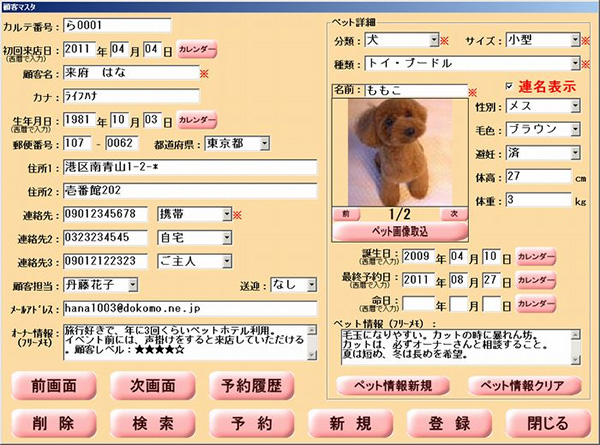 顧客マスタ
カルテ番号： ら0001
初回来店日： 2011 年 04 月 04 日 カレンダー
(西暦で入力)
顧客名： 来府　はな ※
カナ： ﾗｲﾌﾊﾅ
生年月日： 1981 年 10 月 03 日 カレンダー
(西暦で入力)
郵便番号： 107 - 0062 都道府県： 東京都
住所1： 港区南青山1-2-*
住所2： 壱番館202
連絡先： 09012345678 携帯 ※
連絡先2： 0323234545 自宅
連絡先3： 09012122323 ご主人
顧客担当： 丹藤花子 送迎： なし
ﾒｰﾙｱﾄﾞﾚｽ： hana1003@dokomo.ne.jp
オーナー情報：
(フリーメモ)
旅行好きで、年に3回くらいペットホテル利用。
イベント前には、声掛けをすると来店していただける
。顧客レベル：★★★★☆
ペット詳細
分類： 犬 ※ サイズ： 小型 ※
種類： トイ・プードル ※
名前： ももこ ※ 連名表示
性別： メス
毛色： ブラウン
避妊： 済
体高： 27 cm
体重： 3 kg
前 1/2 次
ペット画像取込
誕生日： 2009 年 04 月 10 日 カレンダー
(西暦で入力)
最終予約日： 2011 年 08 月 27 日 カレンダー
(西暦で入力)
命日： 年 月 日 カレンダー
(西暦で入力)
ペット情報 (フリーメモ) ：
毛玉になりやすい。カットの時に暴れん坊。
カットは、必ずオーナーさんと相談すること。
夏は短め、冬は長めを希望。
ペット情報新規 ペット情報クリア
前画面 次画面 予約履歴
削 除 検 索 予 約 新 規 登 録 閉じる